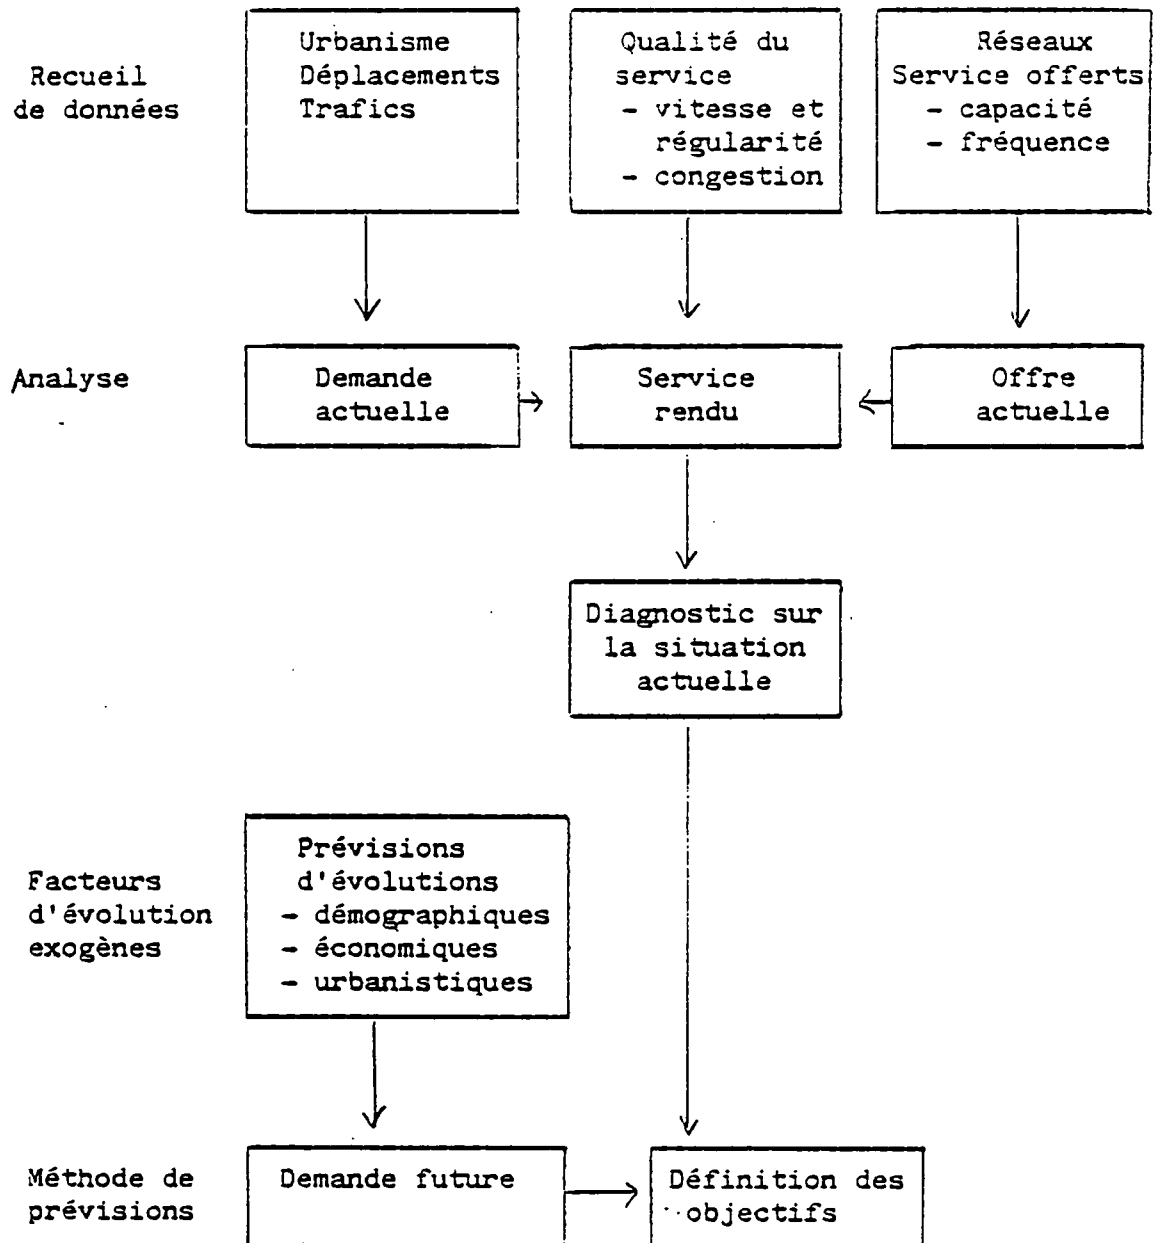 Recueil
de données
Urbanisme
Déplacements
Trafics
Qualité du
service
- vitesse et
régularité
- congestion
Réseaux
Service offerts
- capacité
- fréquence
Analyse
Demande
actuelle
Service
rendu
Offre
actuelle
Diagnostic sur
la situation
actuelle
Facteurs
d'évolution
exogènes
Prévisions
d'évolutions
- démographiques
- économiques
- urbanistiques
Méthode de
prévisions
Demande future
Définition des
objectifs